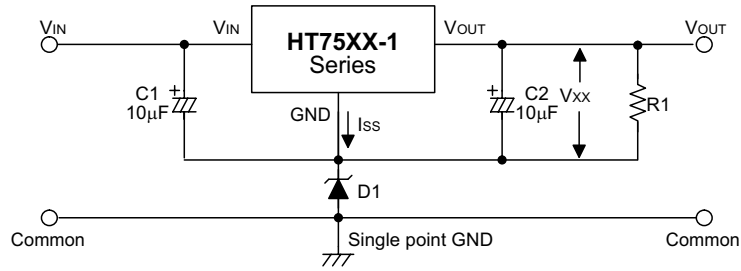 VIN
VIN
HT75XX-1
Series
VOUT
VOUT
C1
10μF
GND
ISS
C2
10μF
VXX
R1
D1
Common
Single point GND
Common